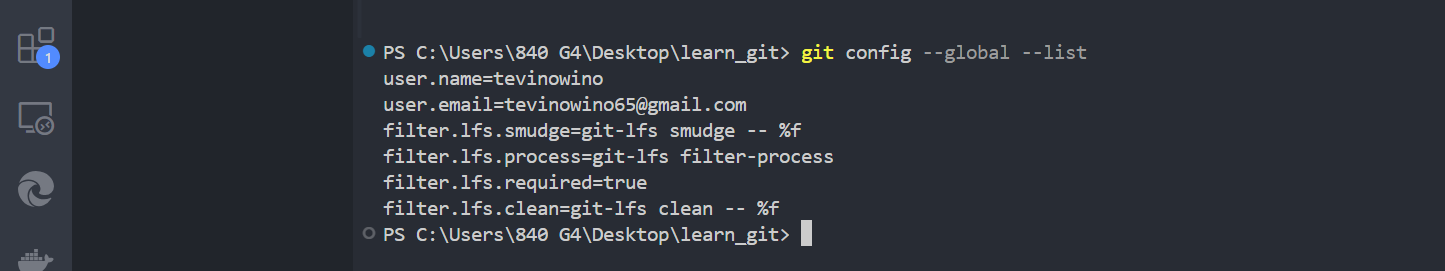 1
PS C:\Users\840 G4\Desktop\learn_git> git config --global --list
user.name=tevinowino
user.email=tevinowino65@gmail.com
filter.lfs.smudge=git-lfs smudge -- %f
filter.lfs.process=git-lfs filter-process
filter.lfs.required=true
filter.lfs.clean=git-lfs clean -- %f
PS C:\Users\840 G4\Desktop\learn_git>